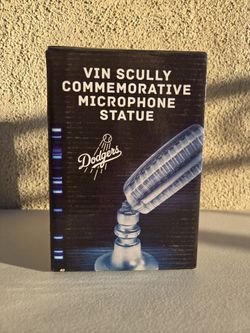 VIN SCULLY
COMMEMORATIVE
MICROPHONE
STATUE
Dodgers